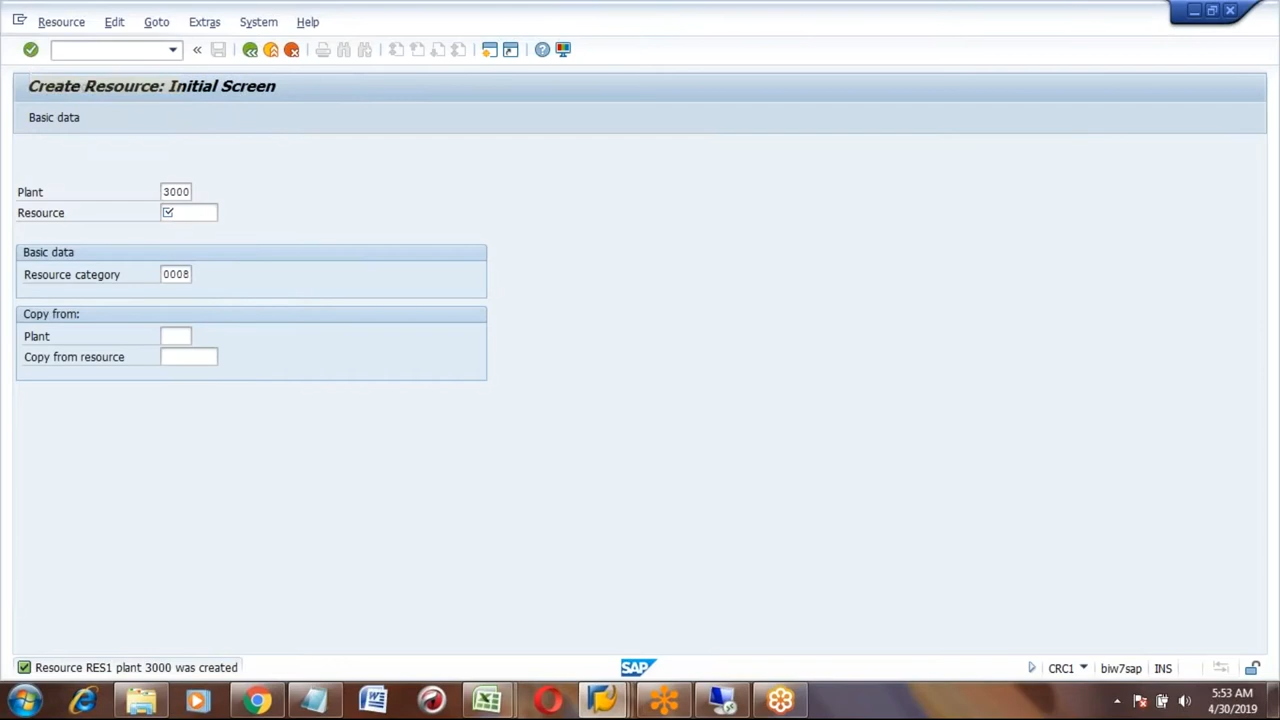 Resource Edit Goto Extras System Help
Create Resource: Initial Screen
Basic data
Plant 3000
Resource
Basic data
Resource category 0008
Copy from:
Plant
Copy from resource
Resource RES1 plant 3000 was created
SAP
CRC1 biw7sap INS
5:53 AM
4/30/2019